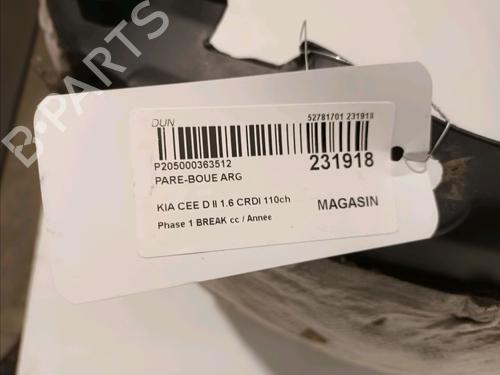 B-PARTS
DUN
52781701 231918
P205000363512
231918
PARE-BOUE ARG
KIA CEE D II 1.6 CRDI 110ch
MAGASIN
Phase 1 BREAK cc / Année